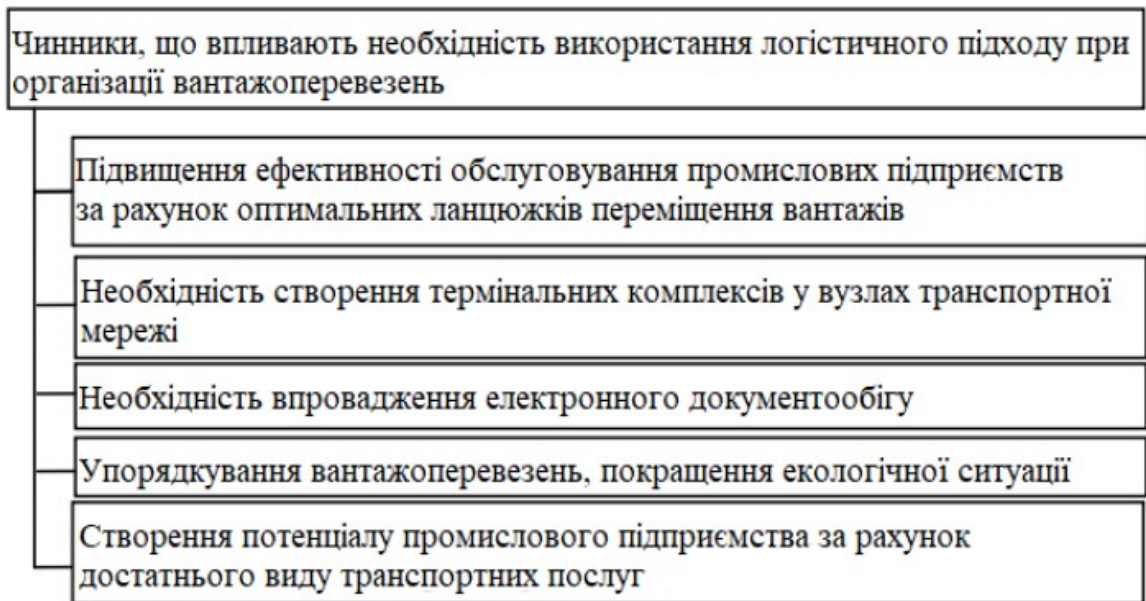 Чинники, що впливають необхідність використання логістичного підходу при
організації вантажоперевезень
Підвищення ефективності обслуговування промислових підприємств
за рахунок оптимальних ланцюжків переміщення вантажів
Необхідність створення термінальних комплексів у вузлах транспортної
мережі
Необхідність впровадження електронного документообігу
Упорядкування вантажоперевезень, покращення екологічної ситуації
Створення потенціалу промислового підприємства за рахунок
достатнього виду транспортних послуг